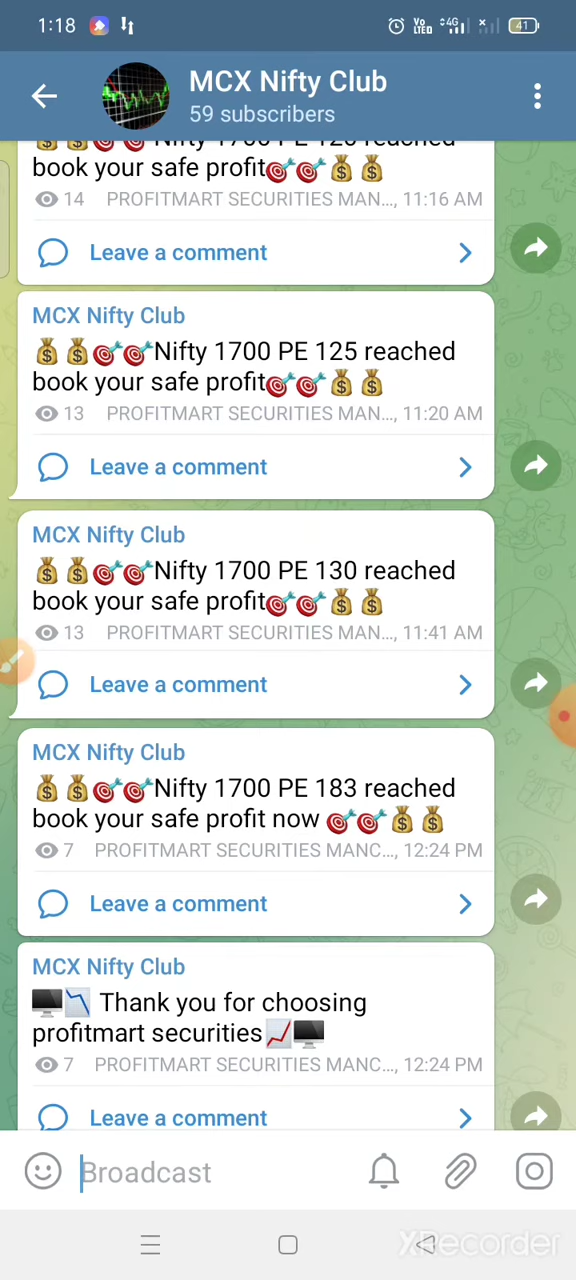 1:18 Vo LTED 4G 41
MCX Nifty Club
59 subscribers
book your safe profit
14 PROFITMART SECURITIES MAN..., 11:16 AM
Leave a comment
MCX Nifty Club
Nifty 1700 PE 125 reached
book your safe profit
13 PROFITMART SECURITIES MAN..., 11:20 AM
Leave a comment
MCX Nifty Club
Nifty 1700 PE 130 reached
book your safe profit
13 PROFITMART SECURITIES MAN..., 11:41 AM
Leave a comment
MCX Nifty Club
Nifty 1700 PE 183 reached
book your safe profit now
7 PROFITMART SECURITIES MANC..., 12:24 PM
Leave a comment
MCX Nifty Club
Thank you for choosing
profitmart securities
7 PROFITMART SECURITIES MANC..., 12:24 PM
Leave a comment
Broadcast
XRecorder